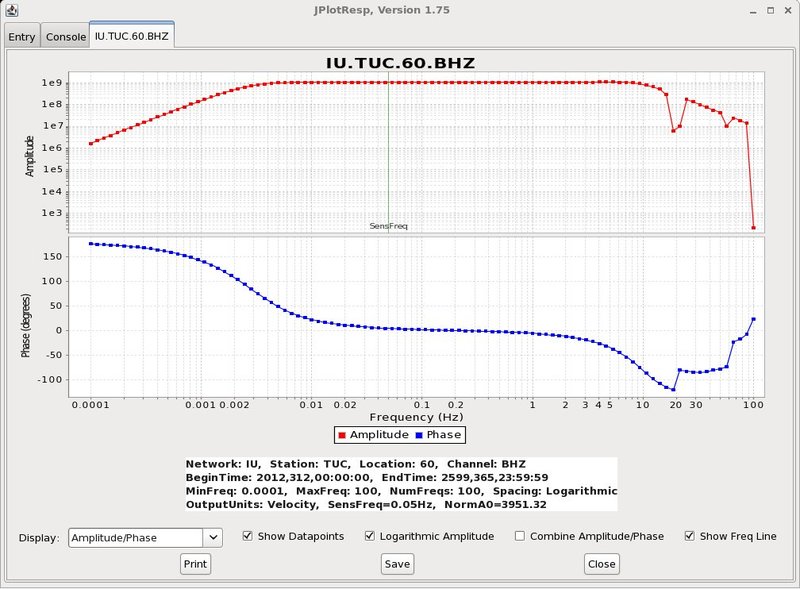 JPlotResp, Version 1.75
Entry Console IU.TUC.60.BHZ
IU.TUC.60.BHZ
Amplitude
1e9
1e8
1e7
1e6
1e5
1e4
1e3
SensFreq
Phase (degrees)
150
100
50
0
-50
-100
0.0001 0.001 0.002 0.01 0.02 0.1 0.2 1 2 3 4 5 10 20 30 100
Frequency (Hz)
Amplitude Phase
Network: IU, Station: TUC, Location: 60, Channel: BHZ
BeginTime: 2012,312,00:00:00, EndTime: 2599,365,23:59:59
MinFreq: 0.0001, MaxFreq: 100, NumFreqs: 100, Spacing: Logarithmic
OutputUnits: Velocity, SensFreq=0.05Hz, NormA0=3951.32
Display: Amplitude/Phase Show Datapoints Logarithmic Amplitude Combine Amplitude/Phase Show Freq Line
Print Save Close